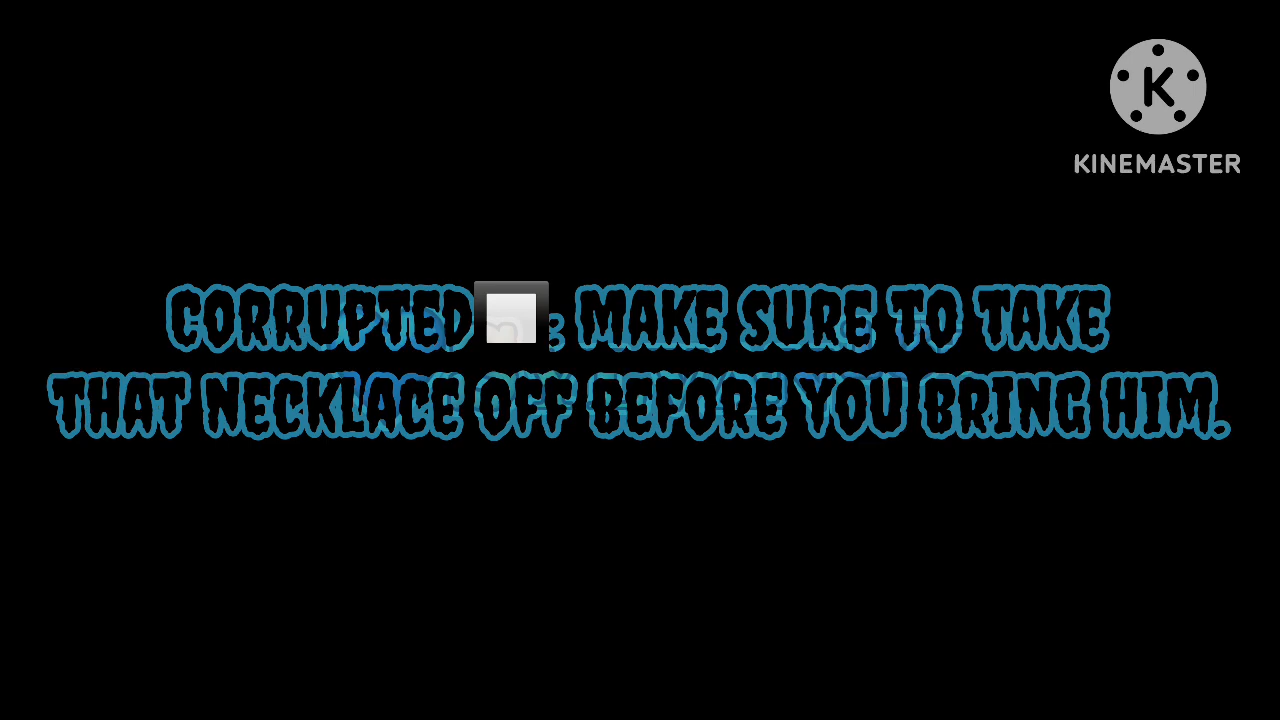 K
KINEMASTER
CORRUPTED🔲: MAKE SURE TO TAKE
THAT NECKLACE OFF BEFORE YOU BRING HIM.